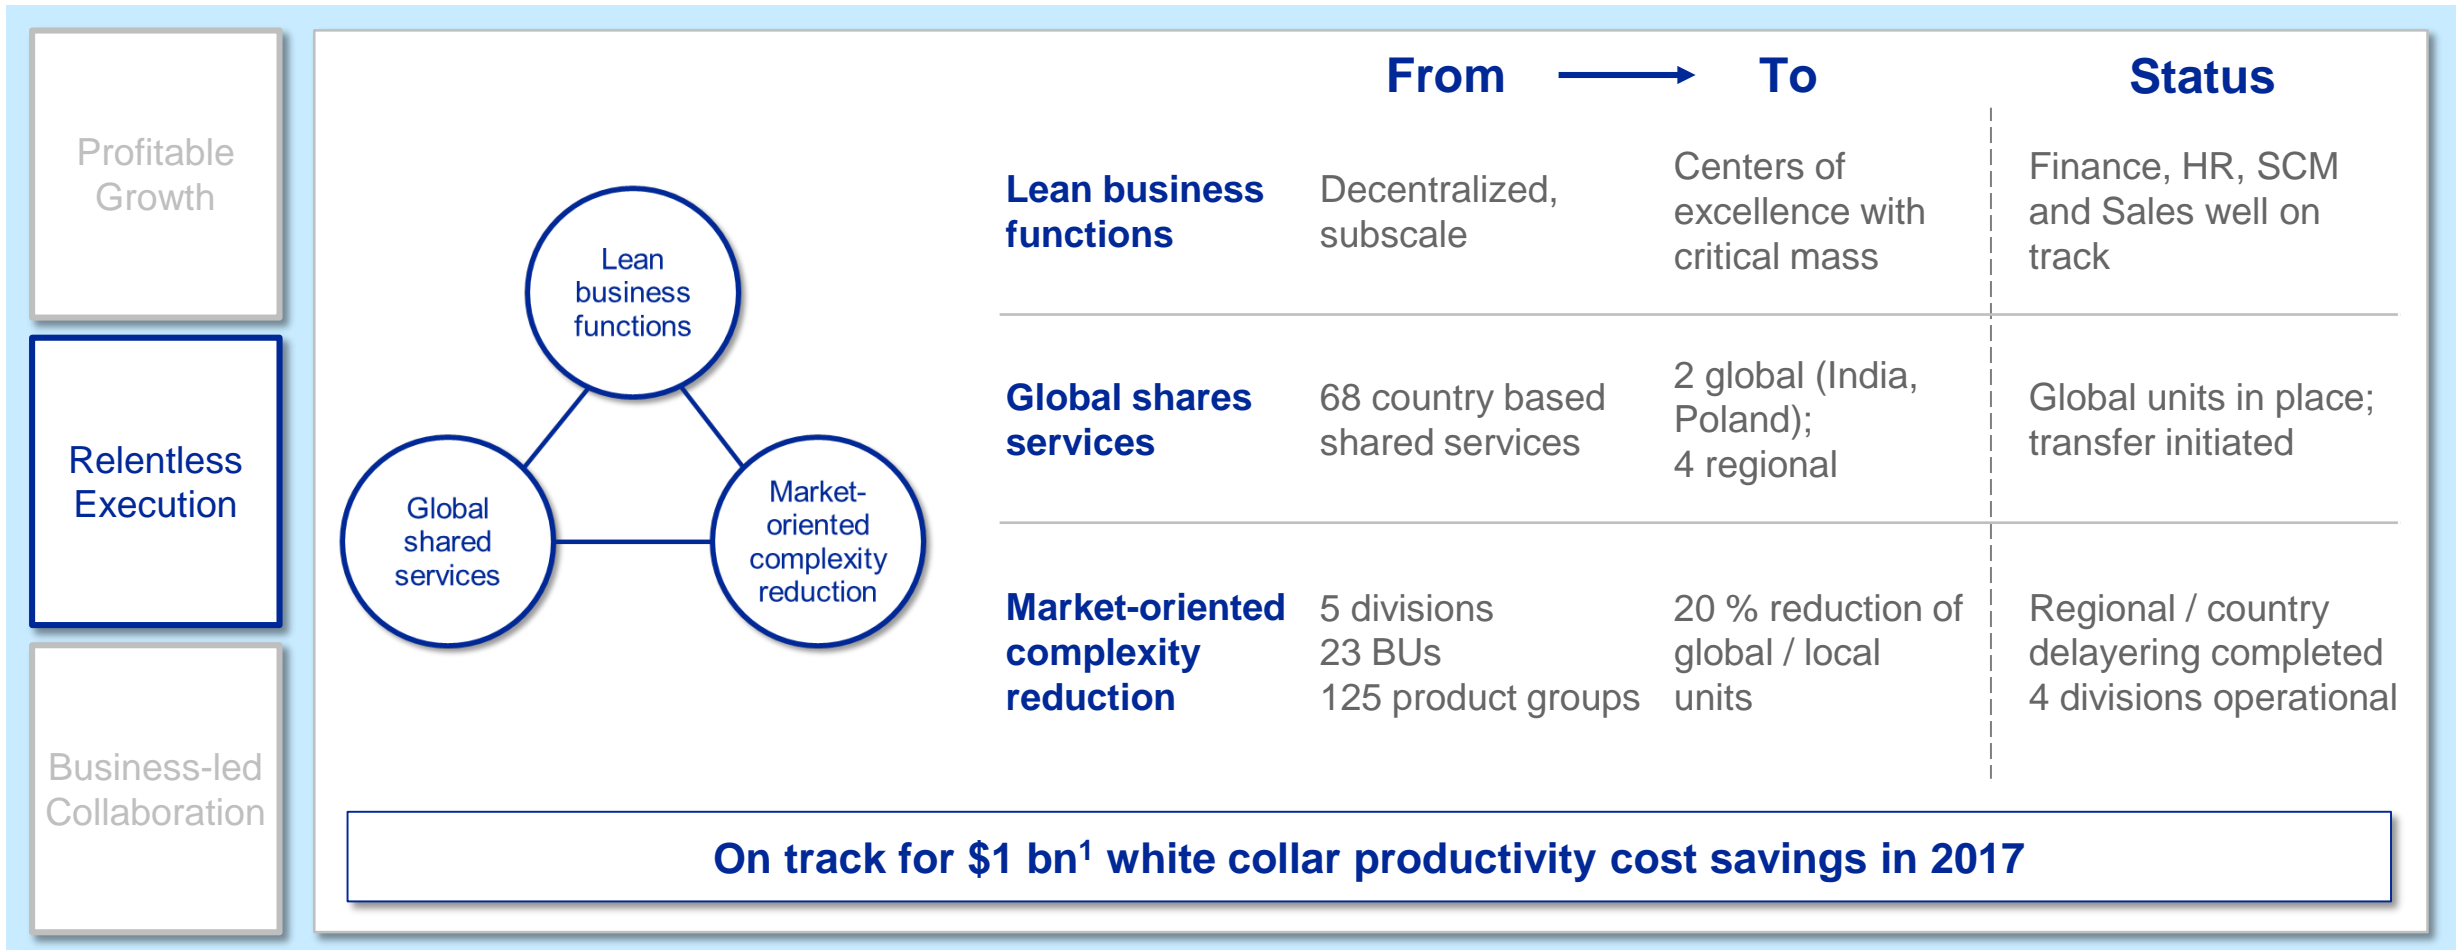 Profitable
Growth
Relentless
Execution
Business-led
Collaboration
Lean
business
functions
Global
shared
services
Market-
oriented
complexity
reduction
From To Status
Lean business
functions
Decentralized,
subscale
Centers of
excellence with
critical mass
Finance, HR, SCM
and Sales well on
track
Global shares
services
68 country based
shared services
2 global (India,
Poland);
4 regional
Global units in place;
transfer initiated
Market-oriented
complexity
reduction
5 divisions
23 BUs
125 product groups
20 % reduction of
global / local
units
Regional / country
delayering completed
4 divisions operational
On track for $1 bn¹ white collar productivity cost savings in 2017